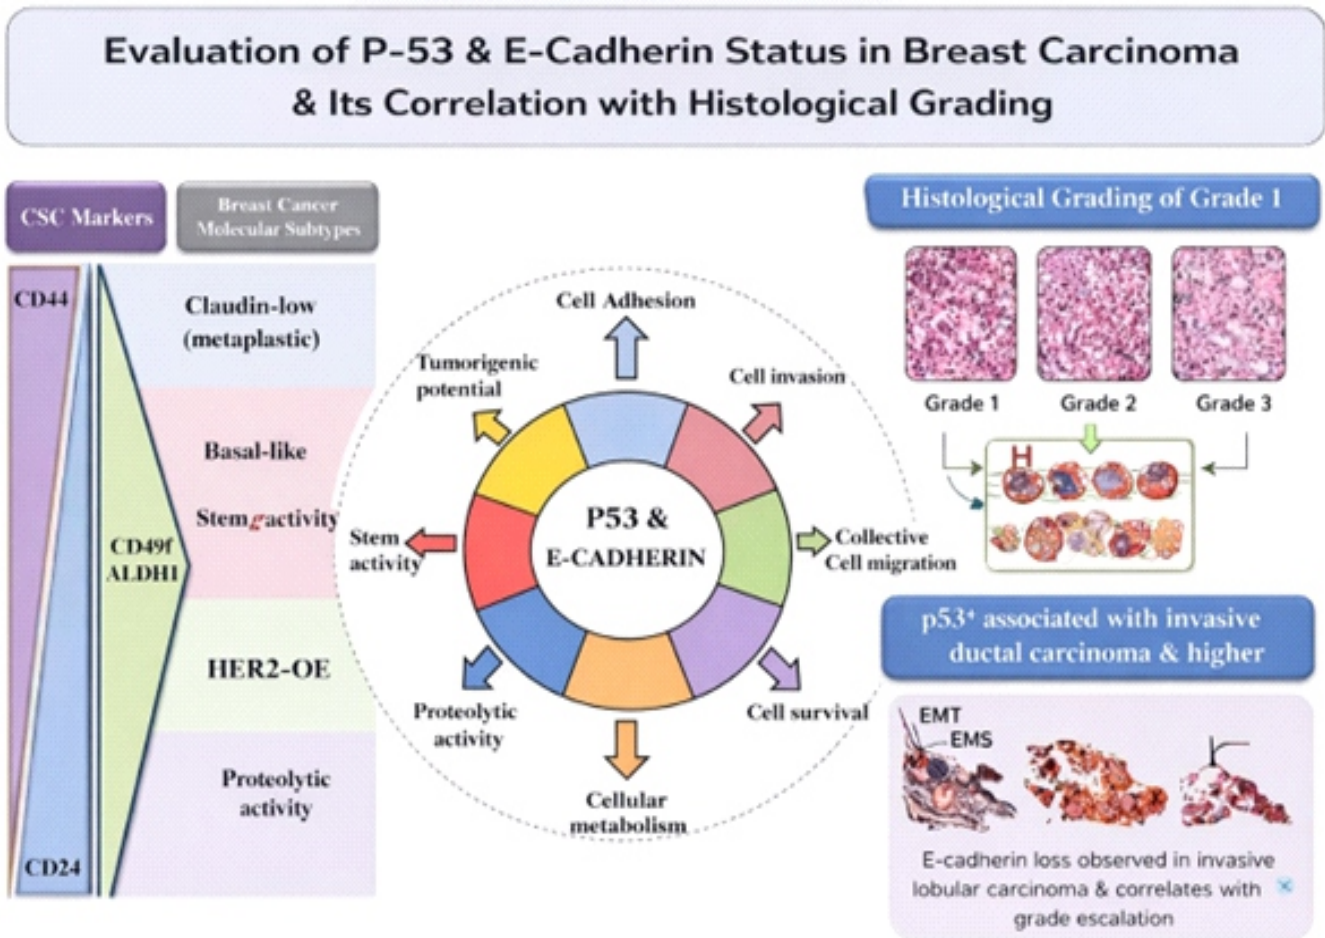 Evaluation of P-53 & E-Cadherin Status in Breast Carcinoma
& Its Correlation with Histological Grading
CSC Markers
Breast Cancer
Molecular Subtypes
CD44
CD24
CD49f
ALDH1
Claudin-low
(metaplastic)
Basal-like
Stemgactivity
HER2-OE
Proteolytic
activity
Cell Adhesion
Tumorigenic
potential
Cell invasion
Stem
activity
P53 &
E-CADHERIN
Collective
Cell migration
Proteolytic
activity
Cell survival
Cellular
metabolism
Histological Grading of Grade 1
Grade 1
Grade 2
Grade 3
H
p53⁺ associated with invasive
ductal carcinoma & higher
EMT
EMS
E-cadherin loss observed in invasive
lobular carcinoma & correlates with
grade escalation